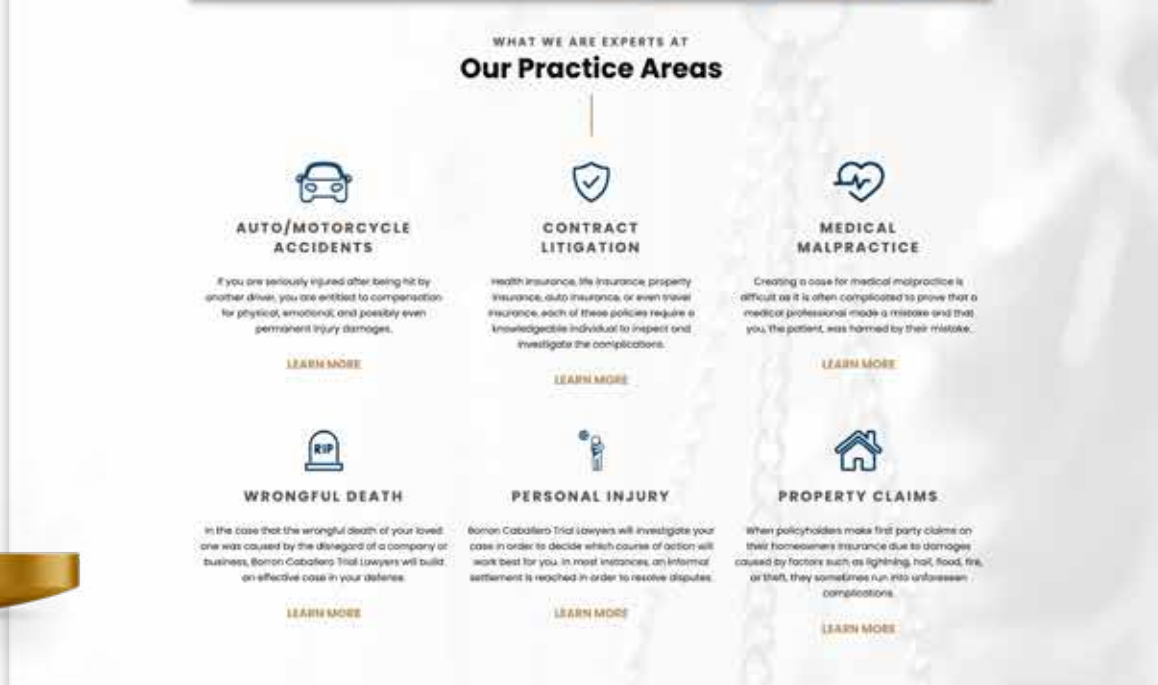 WHAT WE ARE EXPERTS AT
Our Practice Areas
AUTO/MOTORCYCLE
ACCIDENTS
If you are seriously injured after being hit by
another driver, you are entitled to compensation
for physical, emotional, and possibly even
permanent injury damages.
LEARN MORE
CONTRACT
LITIGATION
Health insurance, life insurance, property
insurance, auto insurance, or even travel
insurance, each of these policies require a
knowledgeable individual to inspect and
investigate the complications.
LEARN MORE
MEDICAL
MALPRACTICE
Creating a case for medical malpractice is
difficult as it is often complicated to prove that a
medical professional made a mistake and that
you, the patient, was harmed by their mistake.
LEARN MORE
RIP
WRONGFUL DEATH
In the case that the wrongful death of your loved
one was caused by the disregard of a company or
business, Borron Caballero Trial Lawyers will build
an effective case in your defense.
LEARN MORE
PERSONAL INJURY
Borron Caballero Trial Lawyers will investigate your
case in order to decide which course of action will
work best for you. In most instances, an informal
settlement is reached in order to resolve disputes.
LEARN MORE
PROPERTY CLAIMS
When policyholders make first party claims on
their homeowners insurance due to damages
caused by factors such as lightning, hail, flood, fire,
or theft, they sometimes run into unforeseen
complications.
LEARN MORE